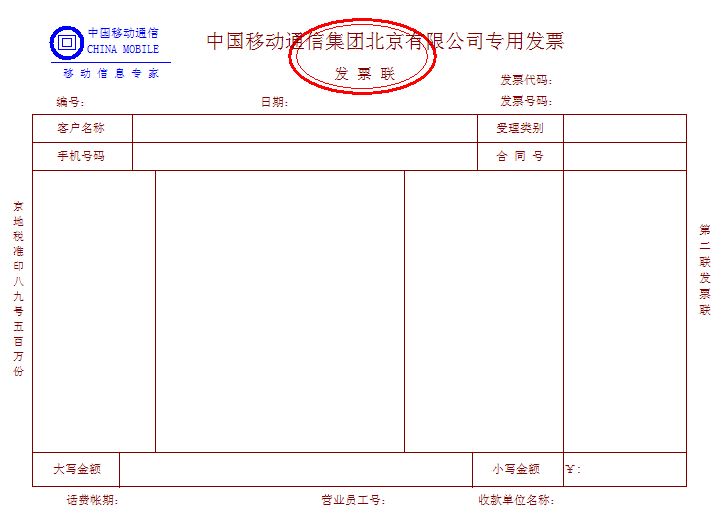 中国移动通信
CHINA MOBILE
移动信息专家
中国移动通信集团北京有限公司专用发票
发票联
发票代码:
编号:
日期:
发票号码:
客户名称
受理类别
手机号码
合同号
京地税准印八九号五百万份
第二联发票联
大写金额
小写金额
￥:
话费帐期:
营业员工号:
收款单位名称: